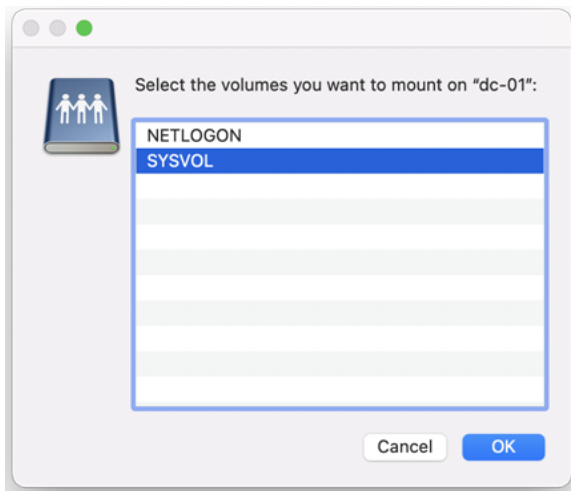 Select the volumes you want to mount on “dc-01”:
NETLOGON
SYSVOL
Cancel
OK